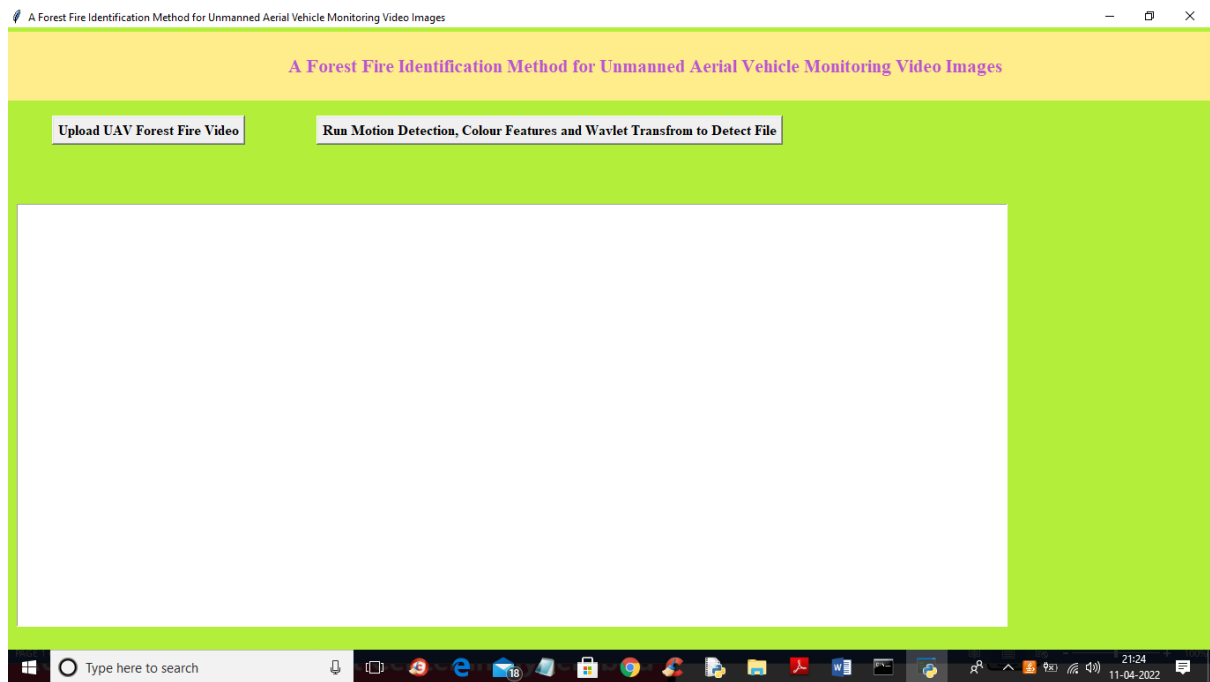 A Forest Fire Identification Method for Unmanned Aerial Vehicle Monitoring Video Images
A Forest Fire Identification Method for Unmanned Aerial Vehicle Monitoring Video Images
Upload UAV Forest Fire Video
Run Motion Detection, Colour Features and Wavlet Transfrom to Detect File
Type here to search
18
21:24
11-04-2022